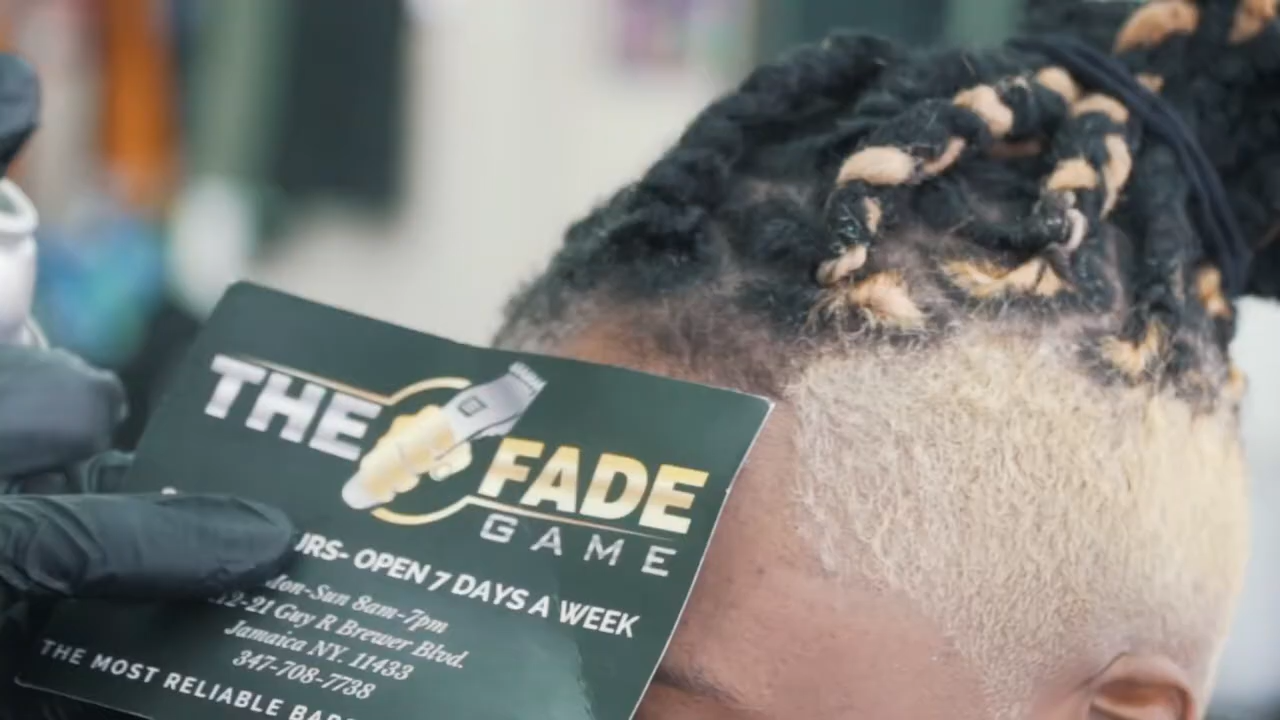 THE
FADE
GAME
URS- OPEN 7 DAYS A WEEK
Mon-Sun 8am-7pm
12-21 Guy R Brewer Blvd.
Jamaica NY. 11433
347-708-7738
THE MOST RELIABLE BAR